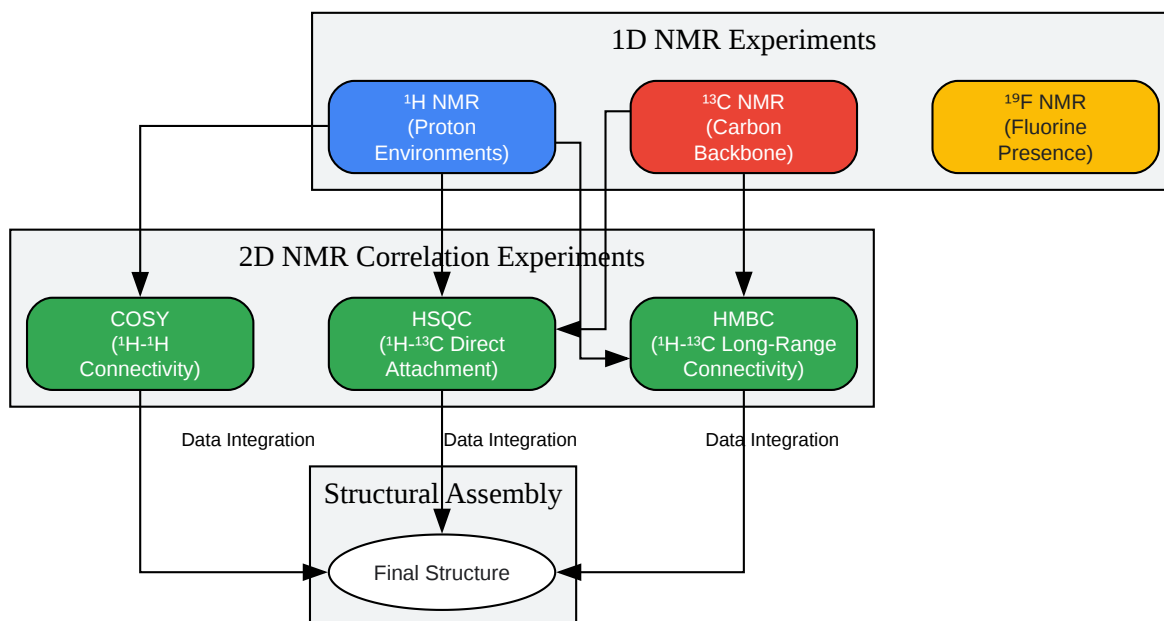 1D NMR Experiments
¹H NMR
(Proton
Environments)
¹³C NMR
(Carbon
Backbone)
¹⁹F NMR
(Fluorine
Presence)
2D NMR Correlation Experiments
COSY
(¹H-¹H
Connectivity)
HSQC
(¹H-¹³C Direct
Attachment)
HMBC
(¹H-¹³C Long-Range
Connectivity)
Data Integration
Data Integration
Data Integration
Structural Assembly
Final Structure